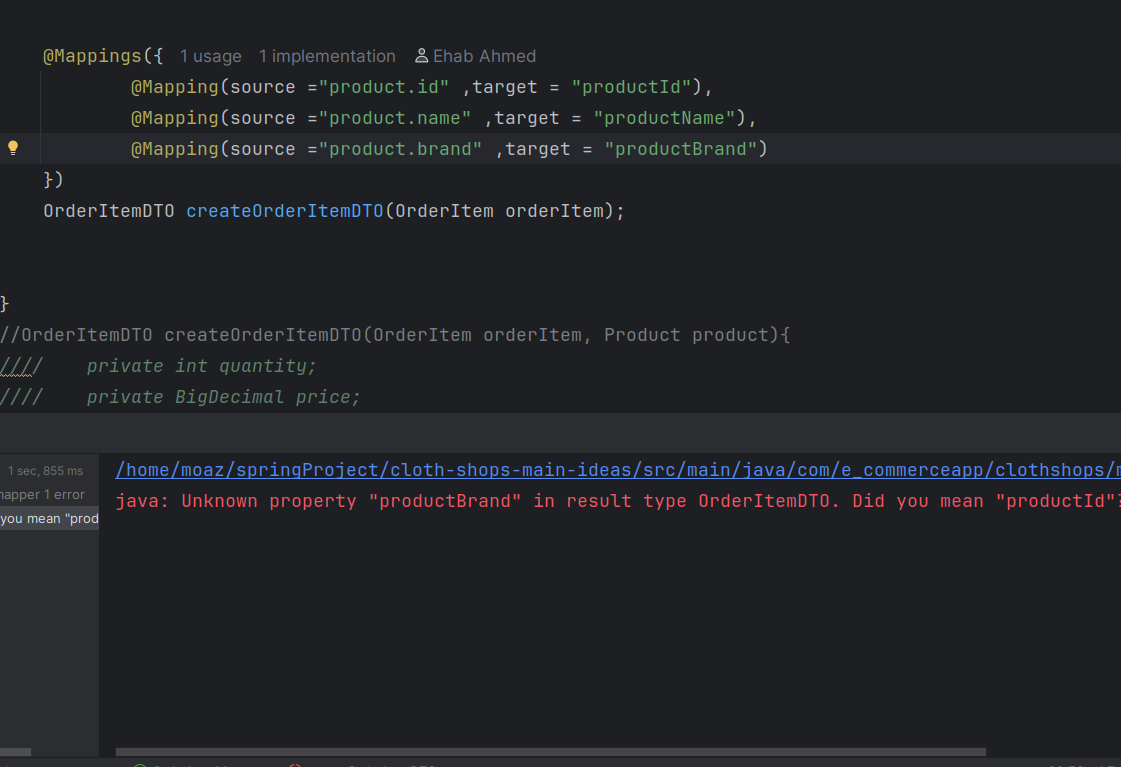 @Mappings({ 1 usage 1 implementation Ehab Ahmed
@Mapping(source ="product.id" ,target = "productId"),
@Mapping(source ="product.name" ,target = "productName"),
@Mapping(source ="product.brand" ,target = "productBrand")
})
OrderItemDTO createOrderItemDTO(OrderItem orderItem);
}
//OrderItemDTO createOrderItemDTO(OrderItem orderItem, Product product){
////    private int quantity;
////    private BigDecimal price;
1 sec, 855 ms
/home/moaz/springProject/cloth-shops-main-ideas/src/main/java/com/e_commerceapp/clothshops/
mapper 1 error
java: Unknown property "productBrand" in result type OrderItemDTO. Did you mean "productId"?
you mean "prod